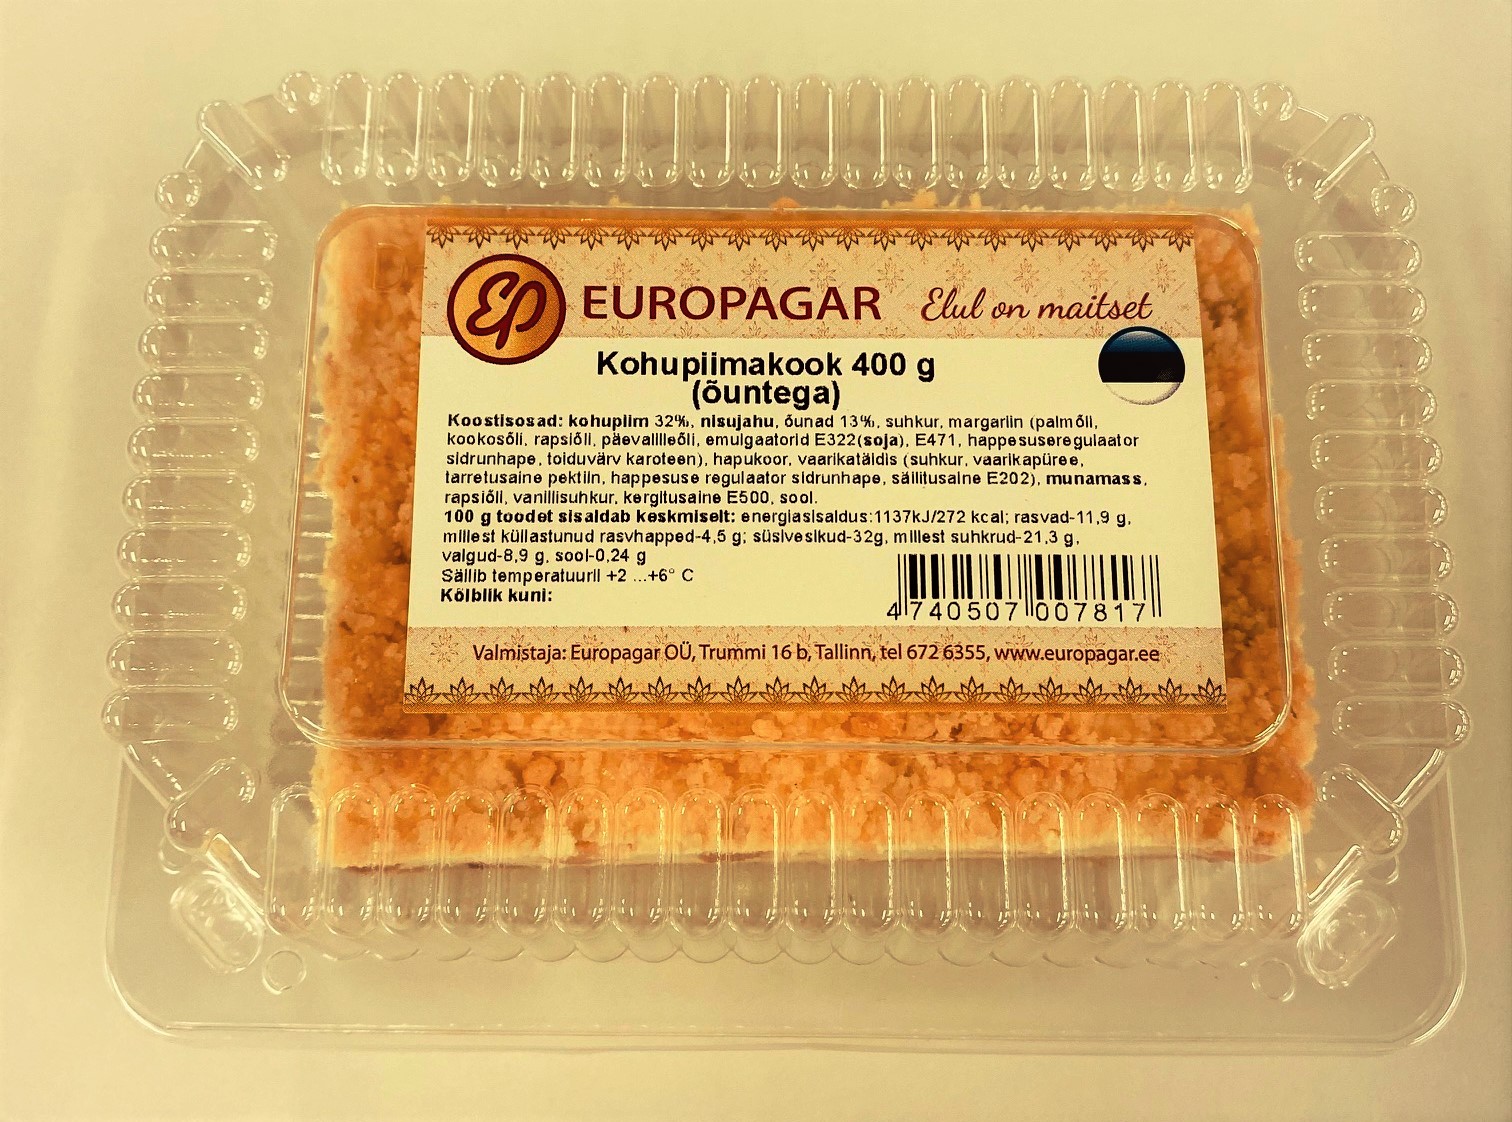 EP EUROPAGAR Elul on maitset
Kohupiimakook 400 g
(õuntega)
Koostisosad: kohupiim 32%, nisujahu, õunad 13%, suhkur, margariin (palmõli,
kookosõli, rapsiõli, päevalilleõli, emulgaatorid E322(soja), E471, happesuseregulaator
sidrunhape, toiduvärv karoteen), hapukoor, vaarikatäidis (suhkur, vaarikapüree,
tarretusaine pektiin, happesuse regulaator sidrunhape, säilitusaine E202), munamass,
rapsiõli, vanillisuhkur, kergitusaine E500, sool.
100 g toodet sisaldab keskmiselt: energiasisaldus:1137kJ/272 kcal; rasvad-11,9 g,
millest küllastunud rasvhapped-4,5 g; süsivesikud-32g, millest suhkrud-21,3 g,
valgud-8,9 g, sool-0,24 g
Säilib temperatuuril +2 ...+6° C
Kõlblik kuni:
4 740507 007817
Valmistaja: Europagar OÜ, Trummi 16 b, Tallinn, tel 672 6355, www.europagar.ee